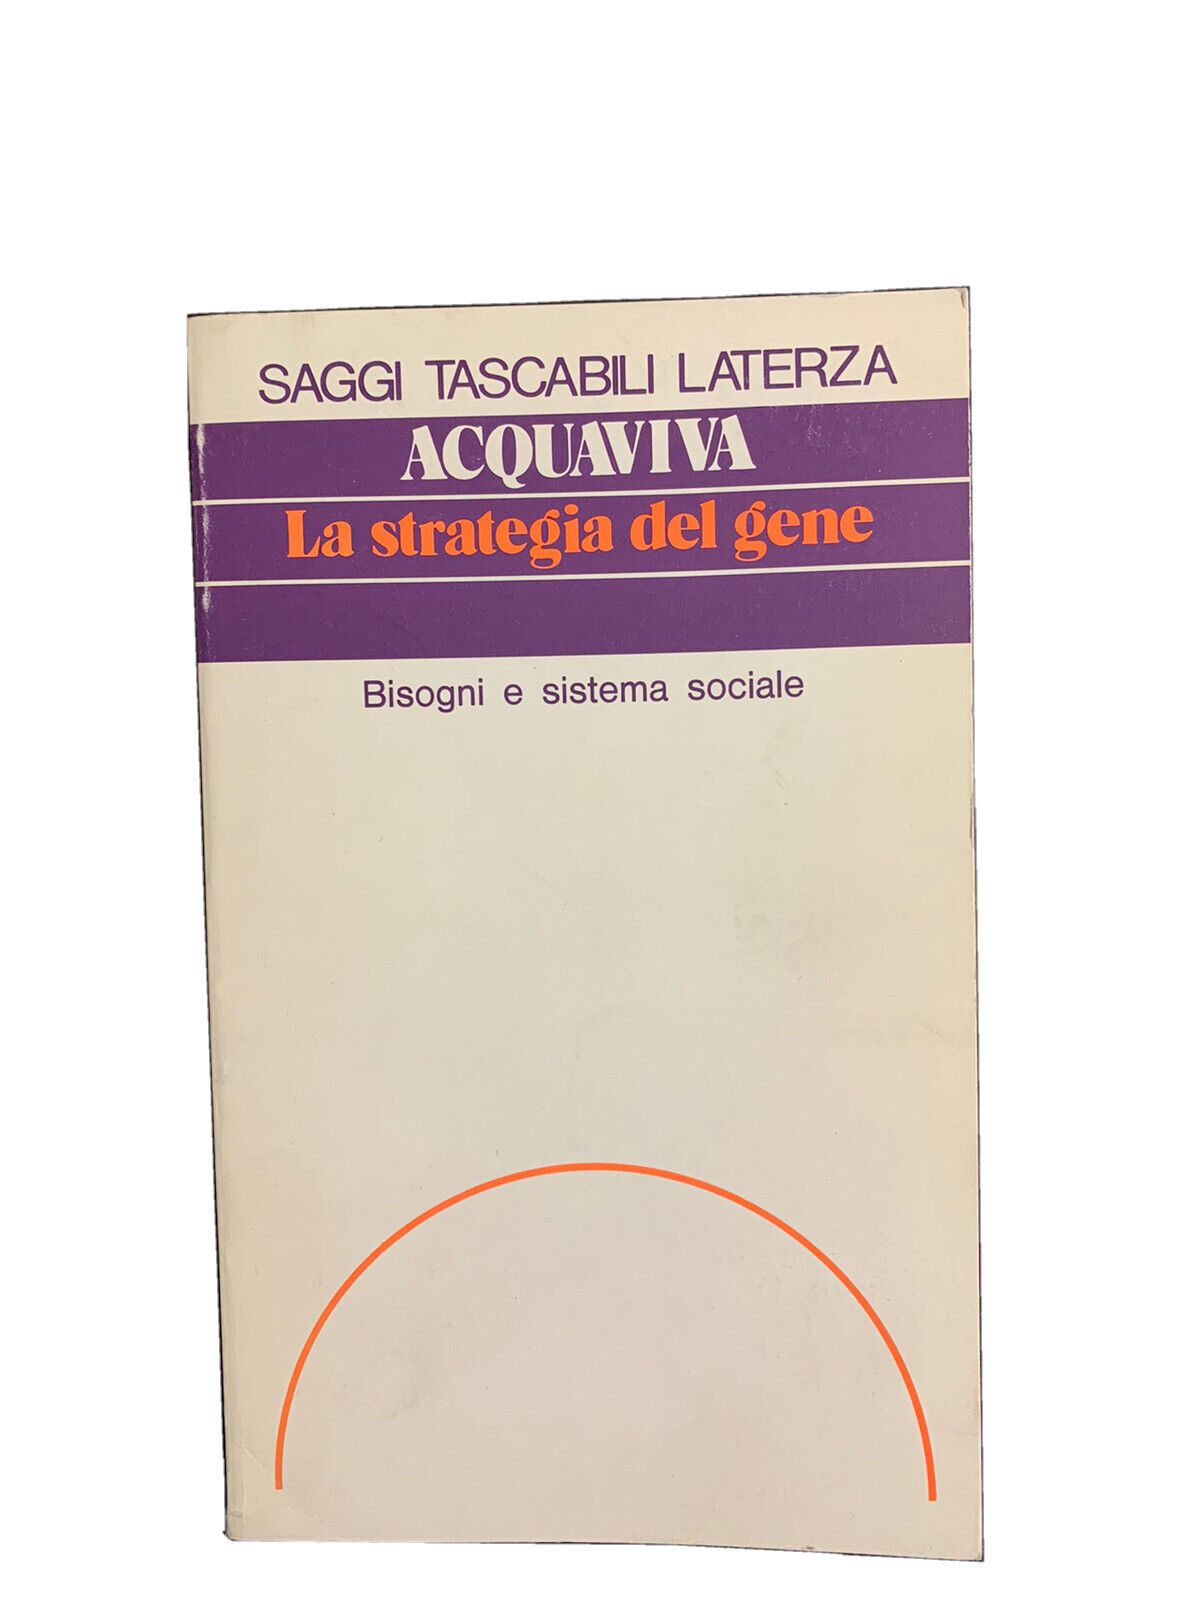 SAGGI TASCABILI LATERZA
ACQUAVIVA
La strategia del gene
Bisogni e sistema sociale